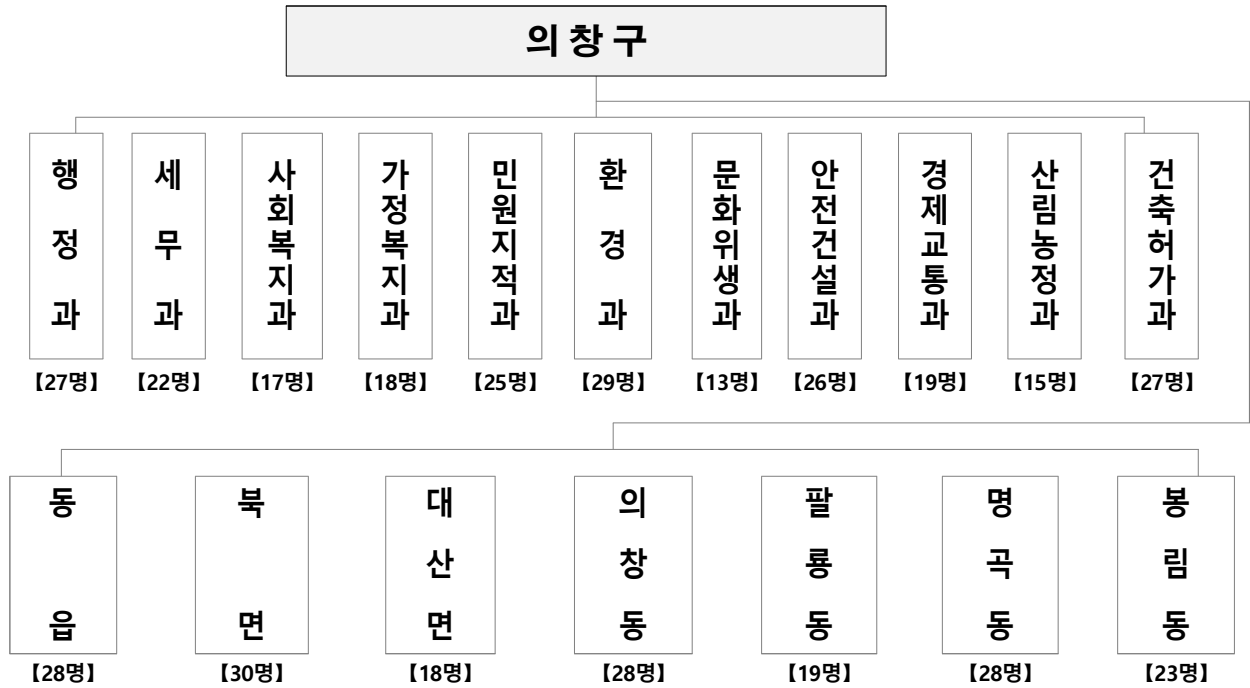 의창구
행정과
세무과
사회복지과
가정복지과
민원지적과
환경과
문화위생과
안전건설과
경제교통과
산림농정과
건축허가과
【27명】 【22명】 【17명】 【18명】 【25명】 【29명】 【13명】 【26명】 【19명】 【15명】 【27명】
동읍
북면
대산면
의창동
팔룡동
명곡동
봉림동
【28명】 【30명】 【18명】 【28명】 【19명】 【28명】 【23명】